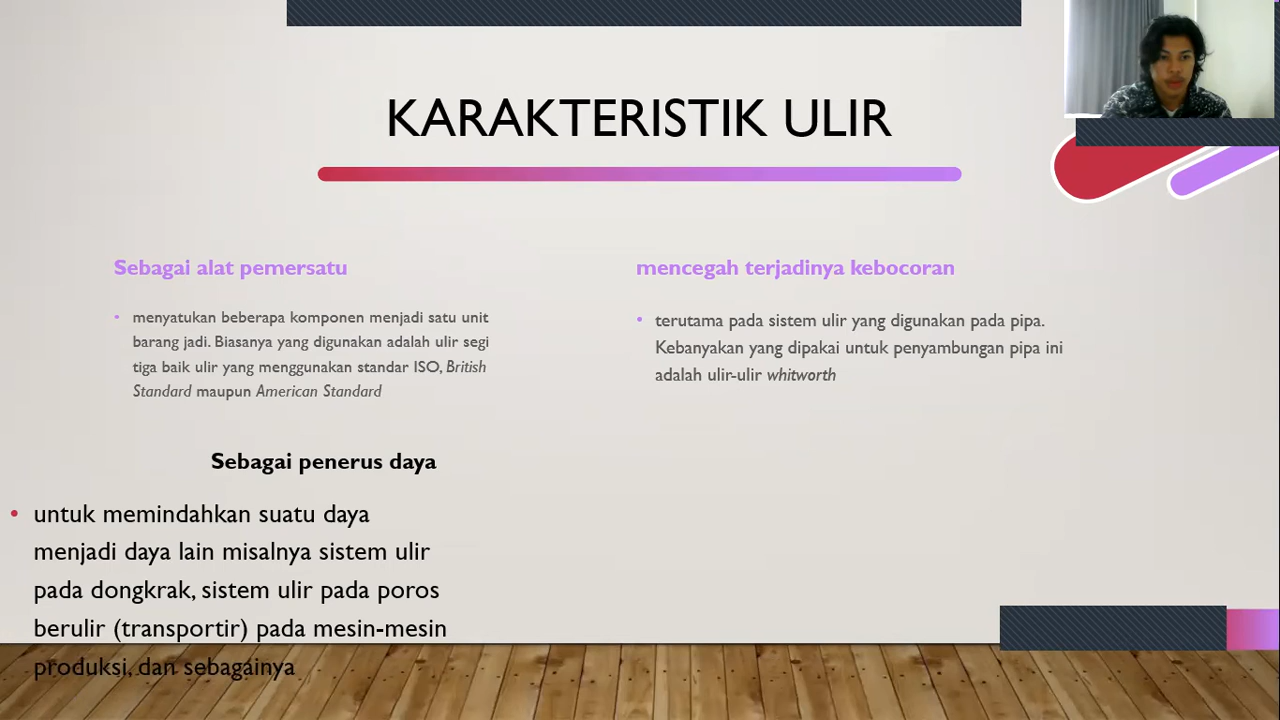 KARAKTERISTIK ULIR
Sebagai alat pemersatu
menyatukan beberapa komponen menjadi satu unit
barang jadi. Biasanya yang digunakan adalah ulir segi
tiga baik ulir yang menggunakan standar ISO, British
Standard maupun American Standard
mencegah terjadinya kebocoran
terutama pada sistem ulir yang digunakan pada pipa.
Kebanyakan yang dipakai untuk penyambungan pipa ini
adalah ulir-ulir whitworth
Sebagai penerus daya
untuk memindahkan suatu daya
menjadi daya lain misalnya sistem ulir
pada dongkrak, sistem ulir pada poros
berulir (transportir) pada mesin-mesin
produksi, dan sebagainya